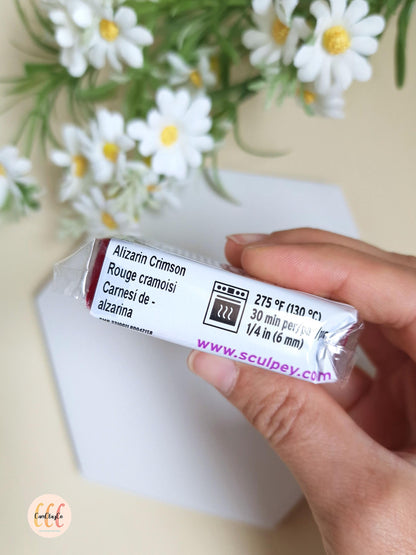 Alizarin Crimson
Rouge cramoisi
Carnesí de -
alzarina
275 °F (130 °C)
30 min per/par/
1/4 in (6 mm)
www.sculpey.com